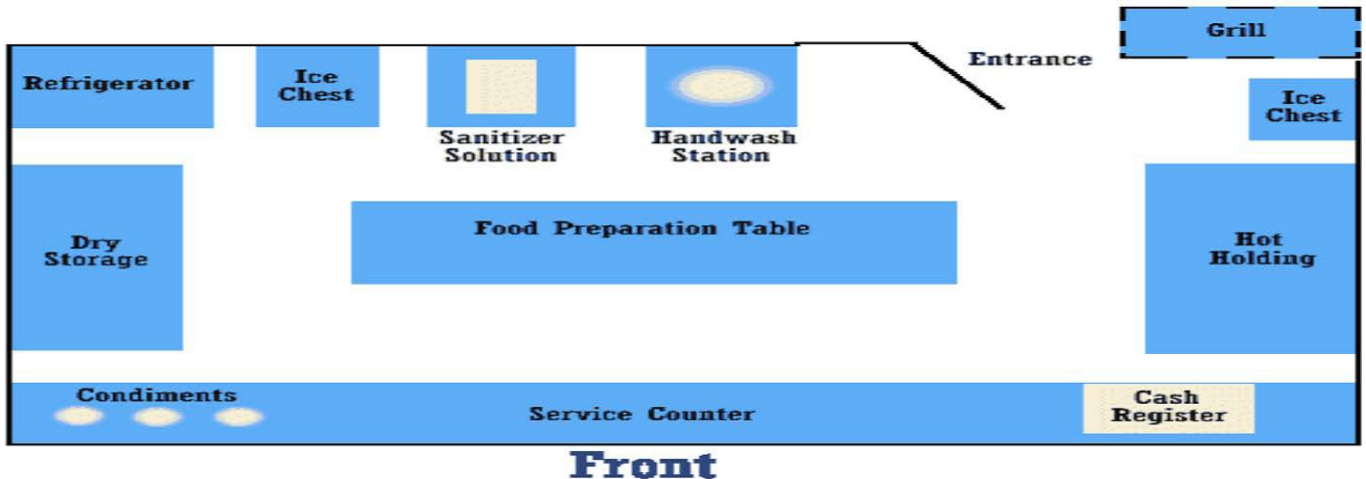 Grill
Entrance
Refrigerator
Ice
Chest
Ice
Chest
Sanitizer
Solution
Handwash
Station
Food Preparation Table
Dry
Storage
Hot
Holding
Condiments
Service Counter
Cash
Register
Front